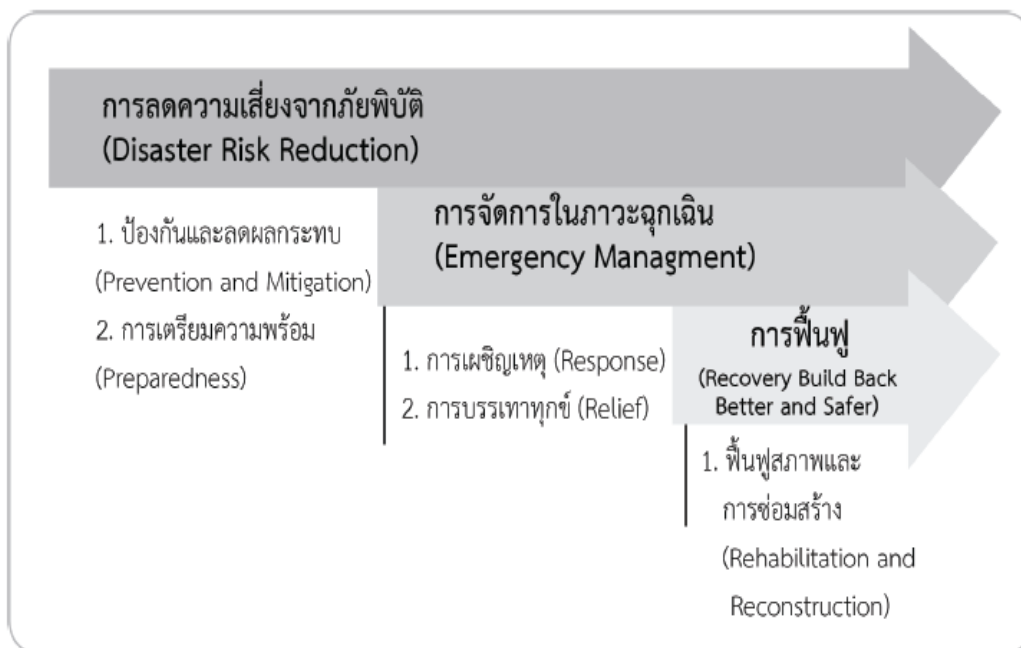 การลดความเสี่ยงจากภัยพิบัติ
(Disaster Risk Reduction)
1. ป้องกันและลดผลกระทบ
(Prevention and Mitigation)
2. การเตรียมความพร้อม
(Preparedness)
การจัดการในภาวะฉุกเฉิน
(Emergency Managment)
1. การเผชิญเหตุ (Response)
2. การบรรเทาทุกข์ (Relief)
การฟื้นฟู
(Recovery Build Back
Better and Safer)
1. ฟื้นฟูสภาพและ
การซ่อมสร้าง
(Rehabilitation and
Reconstruction)